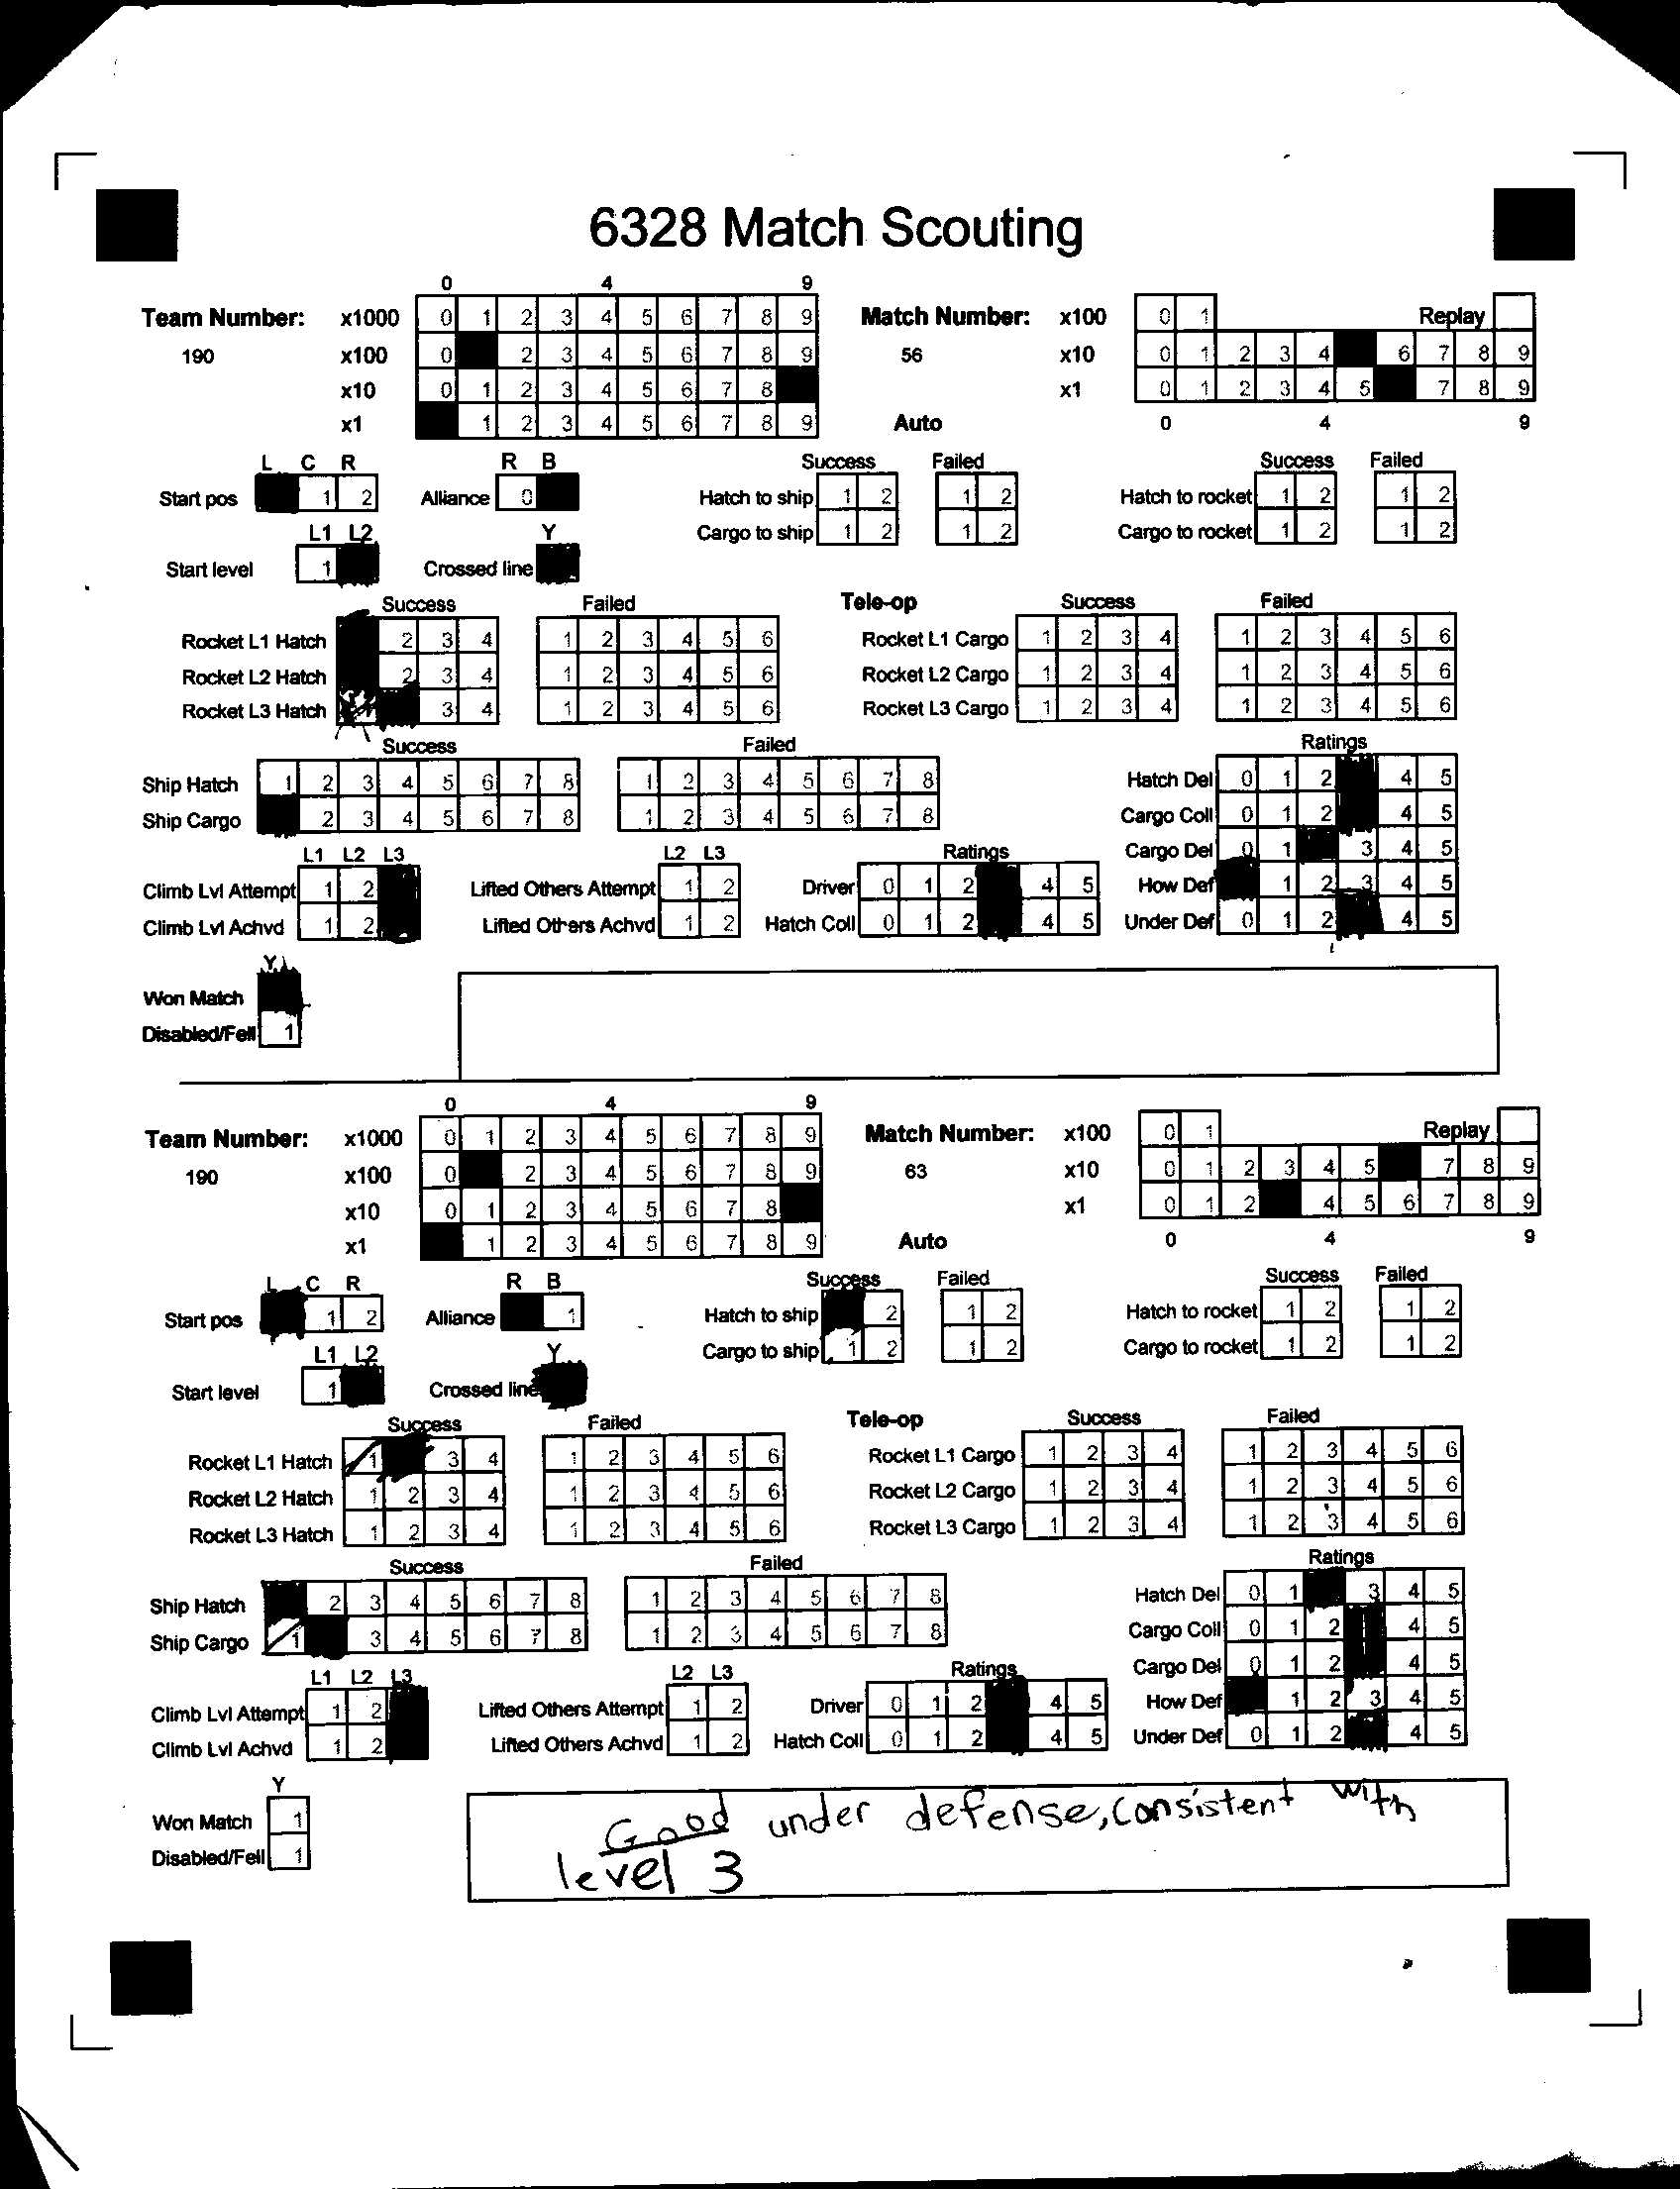 6328 Match Scouting
0 4 9
Team Number: x1000 0 1 2 3 4 5 6 7 8 9 Match Number: x100 0 1 Replay
190 x100 0 2 3 4 5 6 7 8 9 56 x10 0 1 2 3 4 6 7 8 9
x10 0 1 2 3 4 5 6 7 8 x1 0 1 2 3 4 5 7 8 9
x1 1 2 3 4 5 6 7 8 9 Auto 0 4 9
L C R R B Success Failed Success Failed
Start pos 1 2 Alliance 0 Hatch to ship 1 2 1 2 Hatch to rocket 1 2 1 2
L1 L2 Y Cargo to ship 1 2 1 2 Cargo to rocket 1 2 1 2
Start level 1 Crossed line
Success Failed Tele-op Success Failed
Rocket L1 Hatch 2 3 4 1 2 3 4 5 6 Rocket L1 Cargo 1 2 3 4 1 2 3 4 5 6
Rocket L2 Hatch 2 3 4 1 2 3 4 5 6 Rocket L2 Cargo 1 2 3 4 1 2 3 4 5 6
Rocket L3 Hatch 3 4 1 2 3 4 5 6 Rocket L3 Cargo 1 2 3 4 1 2 3 4 5 6
Success Failed Ratings
Ship Hatch 1 2 3 4 5 6 7 8 1 2 3 4 5 6 7 8 Hatch Del 0 1 2 4 5
Ship Cargo 2 3 4 5 6 7 8 1 2 3 4 5 6 7 8 Cargo Coll 0 1 2 4 5
L1 L2 L3 L2 L3 Ratings Cargo Del 0 1 3 4 5
Climb Lvl Attempt 1 2 Lifted Others Attempt 1 2 Driver 0 1 2 4 5 How Def 1 2 3 4 5
Climb Lvl Achvd 1 2 Lifted Others Achvd 1 2 Hatch Coll 0 1 2 4 5 Under Def 0 1 2 4 5
Y
Won Match
Disabled/Fell 1
0 4 9
Team Number: x1000 0 1 2 3 4 5 6 7 8 9 Match Number: x100 0 1 Replay
190 x100 0 2 3 4 5 6 7 8 9 63 x10 0 1 2 3 4 5 7 8 9
x10 0 1 2 3 4 5 6 7 8 x1 0 1 2 4 5 6 7 8 9
x1 1 2 3 4 5 6 7 8 9 Auto 0 4 9
L C R R B Success Failed Success Failed
Start pos 1 2 Alliance 1 Hatch to ship 2 1 2 Hatch to rocket 1 2 1 2
L1 L2 Y Cargo to ship 1 2 1 2 Cargo to rocket 1 2 1 2
Start level 1 Crossed line
Success Failed Tele-op Success Failed
Rocket L1 Hatch 1 3 4 1 2 3 4 5 6 Rocket L1 Cargo 1 2 3 4 1 2 3 4 5 6
Rocket L2 Hatch 1 2 3 4 1 2 3 4 5 6 Rocket L2 Cargo 1 2 3 4 1 2 3 4 5 6
Rocket L3 Hatch 1 2 3 4 1 2 3 4 5 6 Rocket L3 Cargo 1 2 3 4 1 2 3 4 5 6
Success Failed Ratings
Ship Hatch 2 3 4 5 6 7 8 1 2 3 4 5 6 7 8 Hatch Del 0 1 3 4 5
Ship Cargo 1 3 4 5 6 7 8 1 2 3 4 5 6 7 8 Cargo Coll 0 1 2 4 5
L1 L2 L3 L2 L3 Ratings Cargo Del 0 1 2 4 5
Climb Lvl Attempt 1 2 Lifted Others Attempt 1 2 Driver 0 1 2 4 5 How Def 1 2 3 4 5
Climb Lvl Achvd 1 2 Lifted Others Achvd 1 2 Hatch Coll 0 1 2 4 5 Under Def 0 1 2 4 5
Y
Won Match 1
Disabled/Fell 1
Good under defense, consistent with
level 3